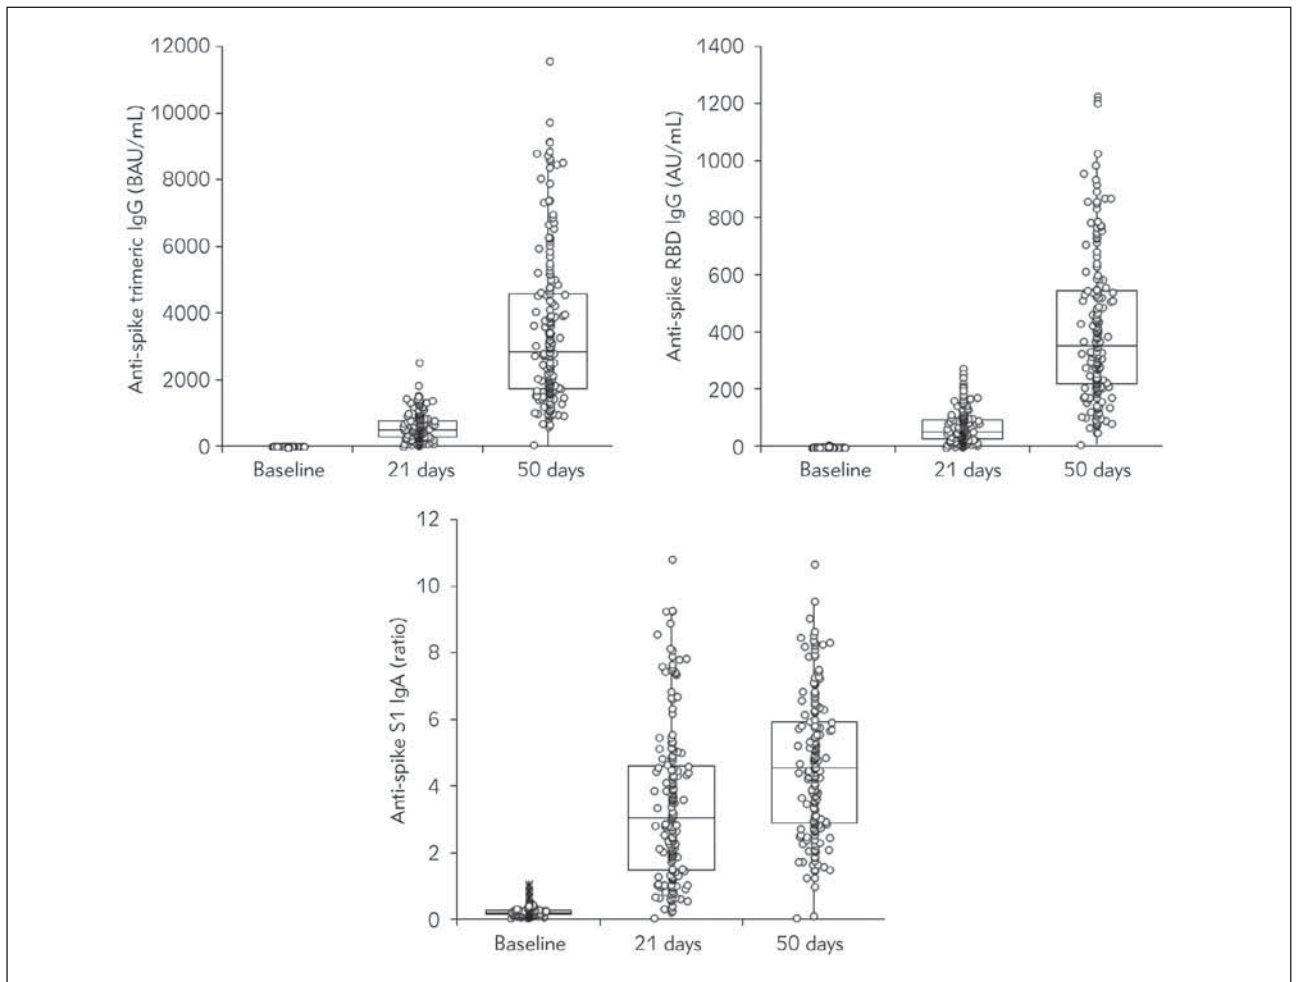 Anti-spike trimeric IgG (BAU/mL)
12000
10000
8000
6000
4000
2000
0
Baseline
21 days
50 days
Anti-spike RBD IgG (AU/mL)
1400
1200
1000
800
600
400
200
0
Baseline
21 days
50 days
Anti-spike S1 IgA (ratio)
12
10
8
6
4
2
0
Baseline
21 days
50 days